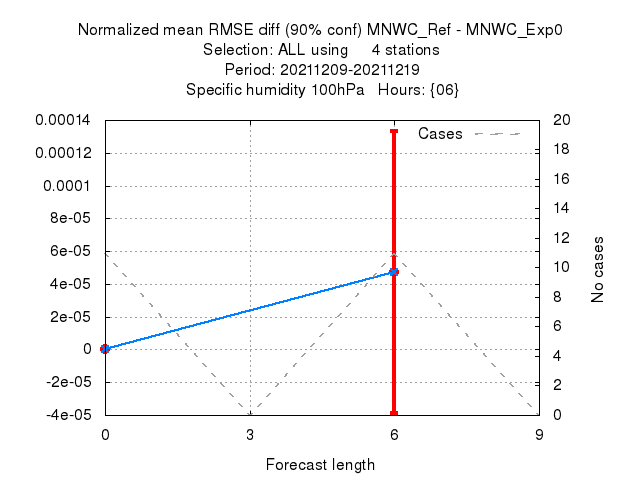 Normalized mean RMSE diff (90% conf) MNWC_Ref - MNWC_Exp0
Selection: ALL using     4 stations
Period: 20211209-20211219
Specific humidity 100hPa   Hours: {06}
Cases
0.00014
0.00012
0.0001
8e-05
6e-05
4e-05
2e-05
0
-2e-05
-4e-05
20
18
16
14
12
10
8
6
4
2
0
No cases
0 3 6 9
Forecast length